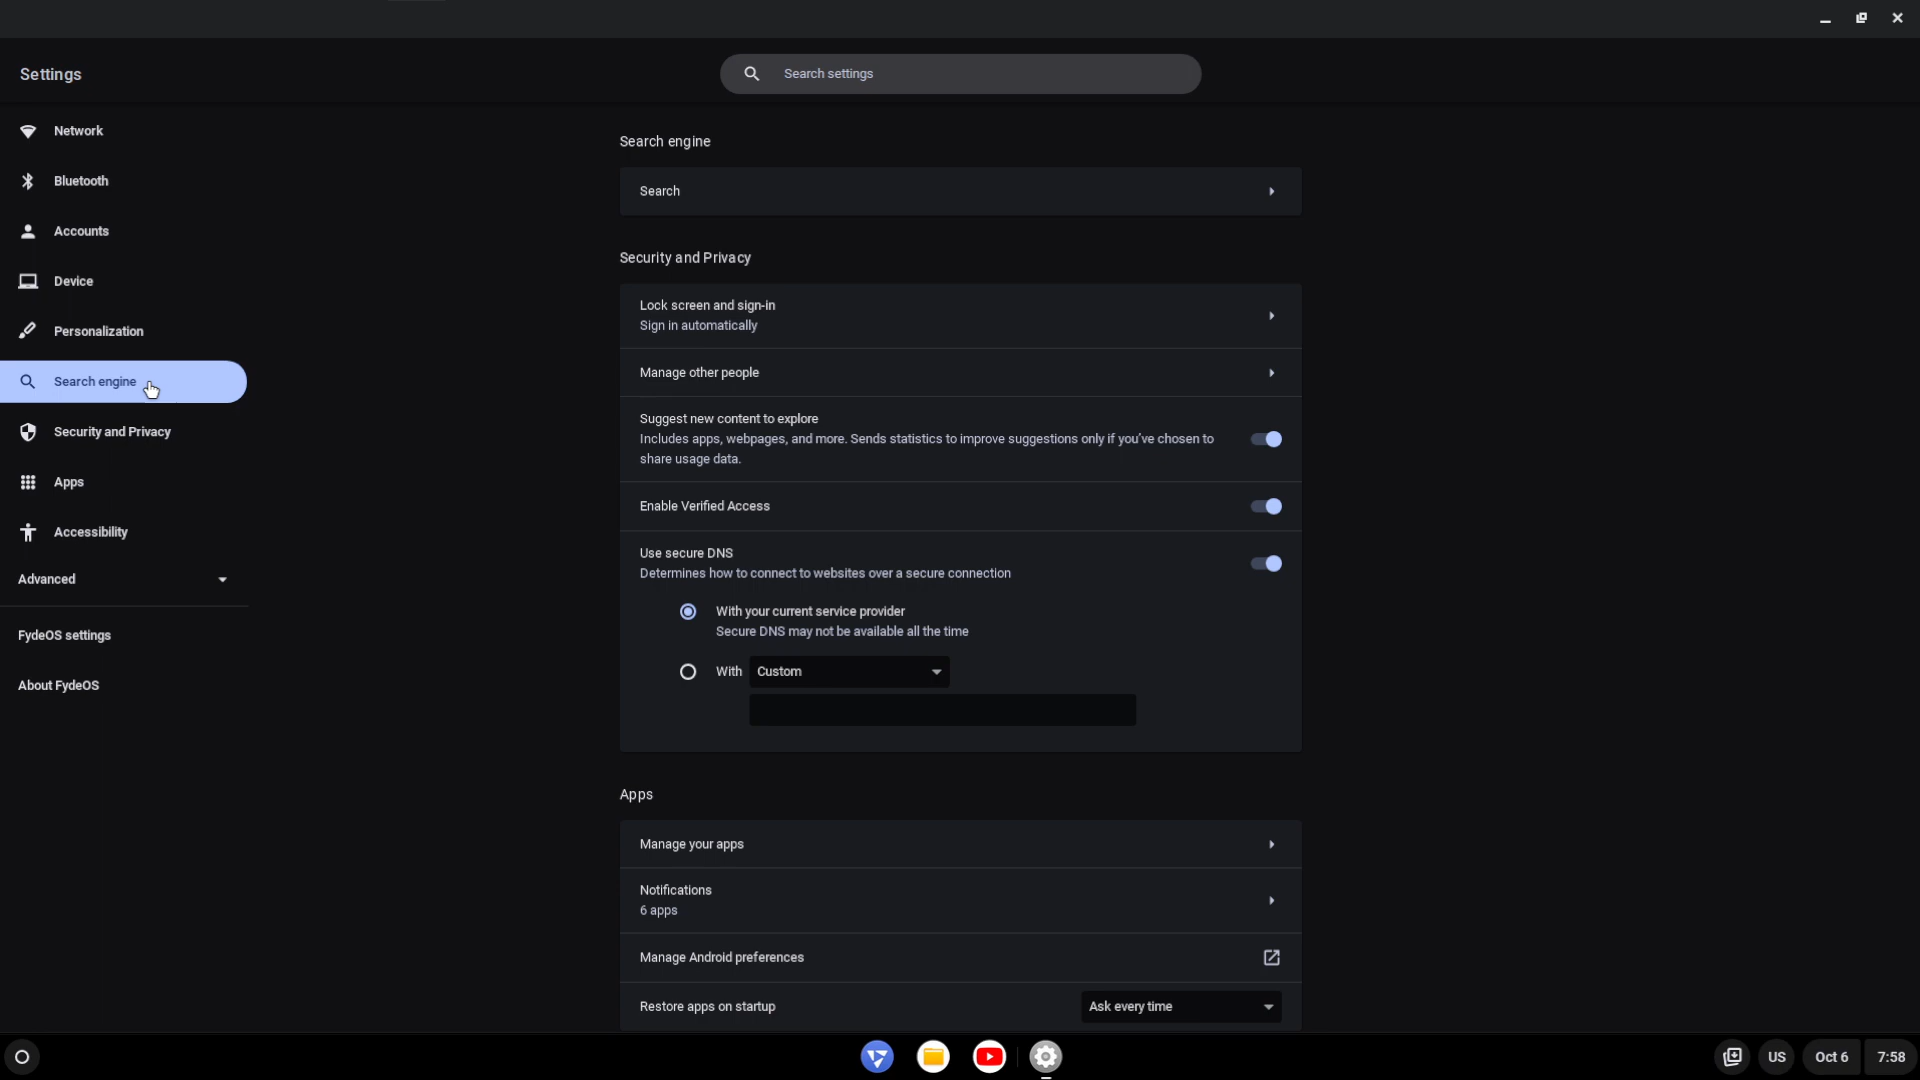 Settings
Search settings
Network
Bluetooth
Accounts
Device
Personalization
Search engine
Security and Privacy
Apps
Accessibility
Advanced
FydeOS settings
About FydeOS
Search engine
Search
Security and Privacy
Lock screen and sign-in
Sign in automatically
Manage other people
Suggest new content to explore
Includes apps, webpages, and more. Sends statistics to improve suggestions only if you've chosen to
share usage data.
Enable Verified Access
Use secure DNS
Determines how to connect to websites over a secure connection
With your current service provider
Secure DNS may not be available all the time
With Custom
Apps
Manage your apps
Notifications
6 apps
Manage Android preferences
Restore apps on startup Ask every time
US Oct 6 7:58